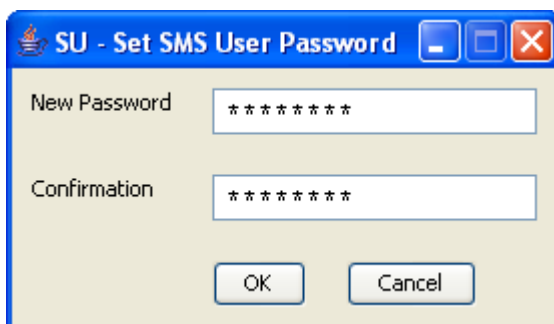 SU - Set SMS User Password
New Password ********
Confirmation ********
OK Cancel